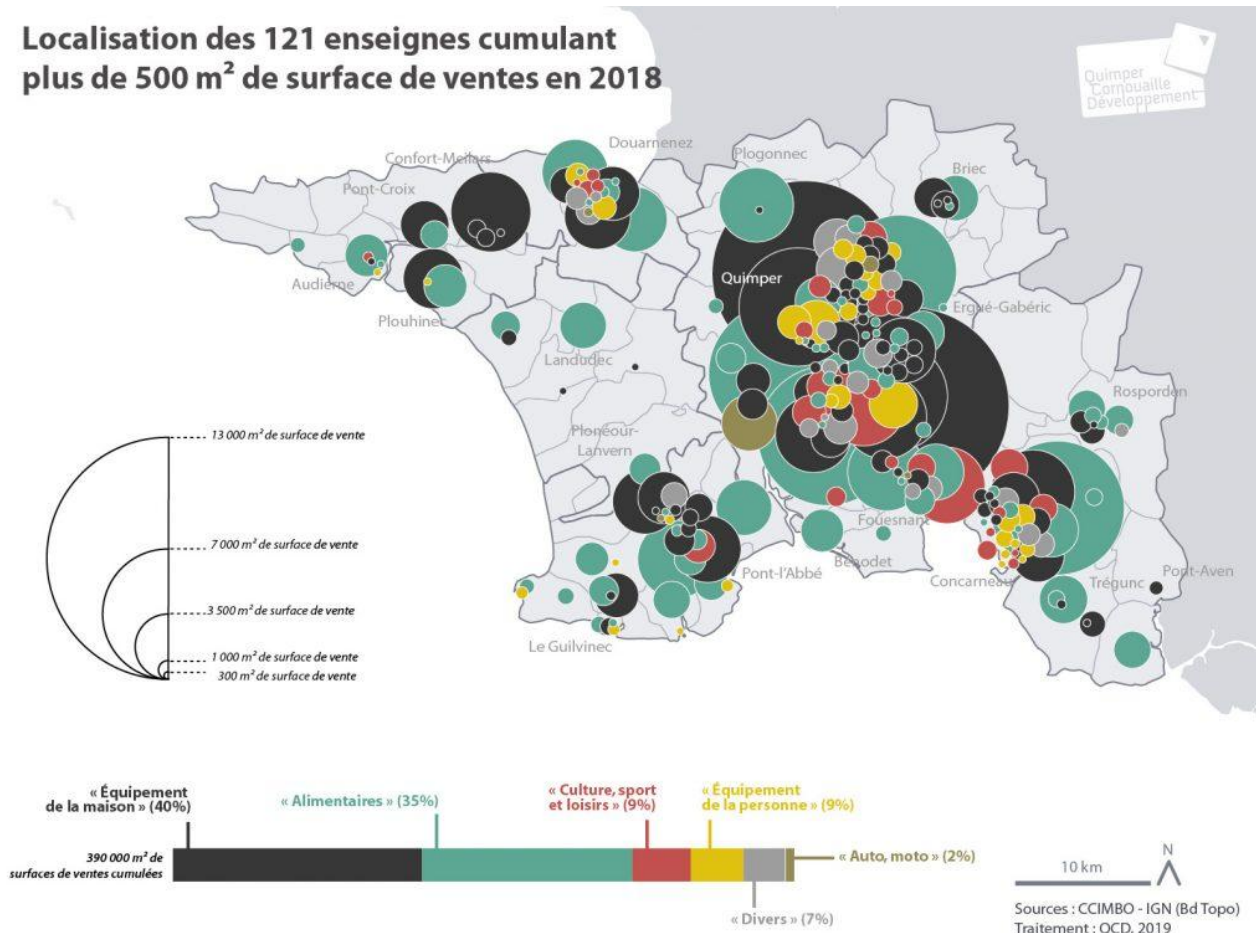 Localisation des 121 enseignes cumulant
plus de 500 m² de surface de ventes en 2018
Quimper
Cornouaille
Développement
Douarnenez
Confort-Meilars
Plogonnec
Briec
Pont-Croix
Quimper
Audierne
Ergué-Gabéric
Plouhinec
Landudec
Rosporden
Plonéour-
Lanvern
Fouesnant
Pont-l'Abbé
Bénodet
Concarneau
Trégunc
Pont-Aven
Le Guilvinec
13 000 m² de surface de vente
7 000 m² de surface de vente
3 500 m² de surface de vente
1 000 m² de surface de vente
300 m² de surface de vente
« Équipement
de la maison » (40%)
« Alimentaires » (35%)
« Culture, sport
et loisirs » (9%)
« Équipement
de la personne » (9%)
390 000 m² de
surfaces de ventes cumulées
« Auto, moto » (2%)
« Divers » (7%)
10 km
N
Sources : CCIMBO - IGN (Bd Topo)
Traitement : QCD, 2019